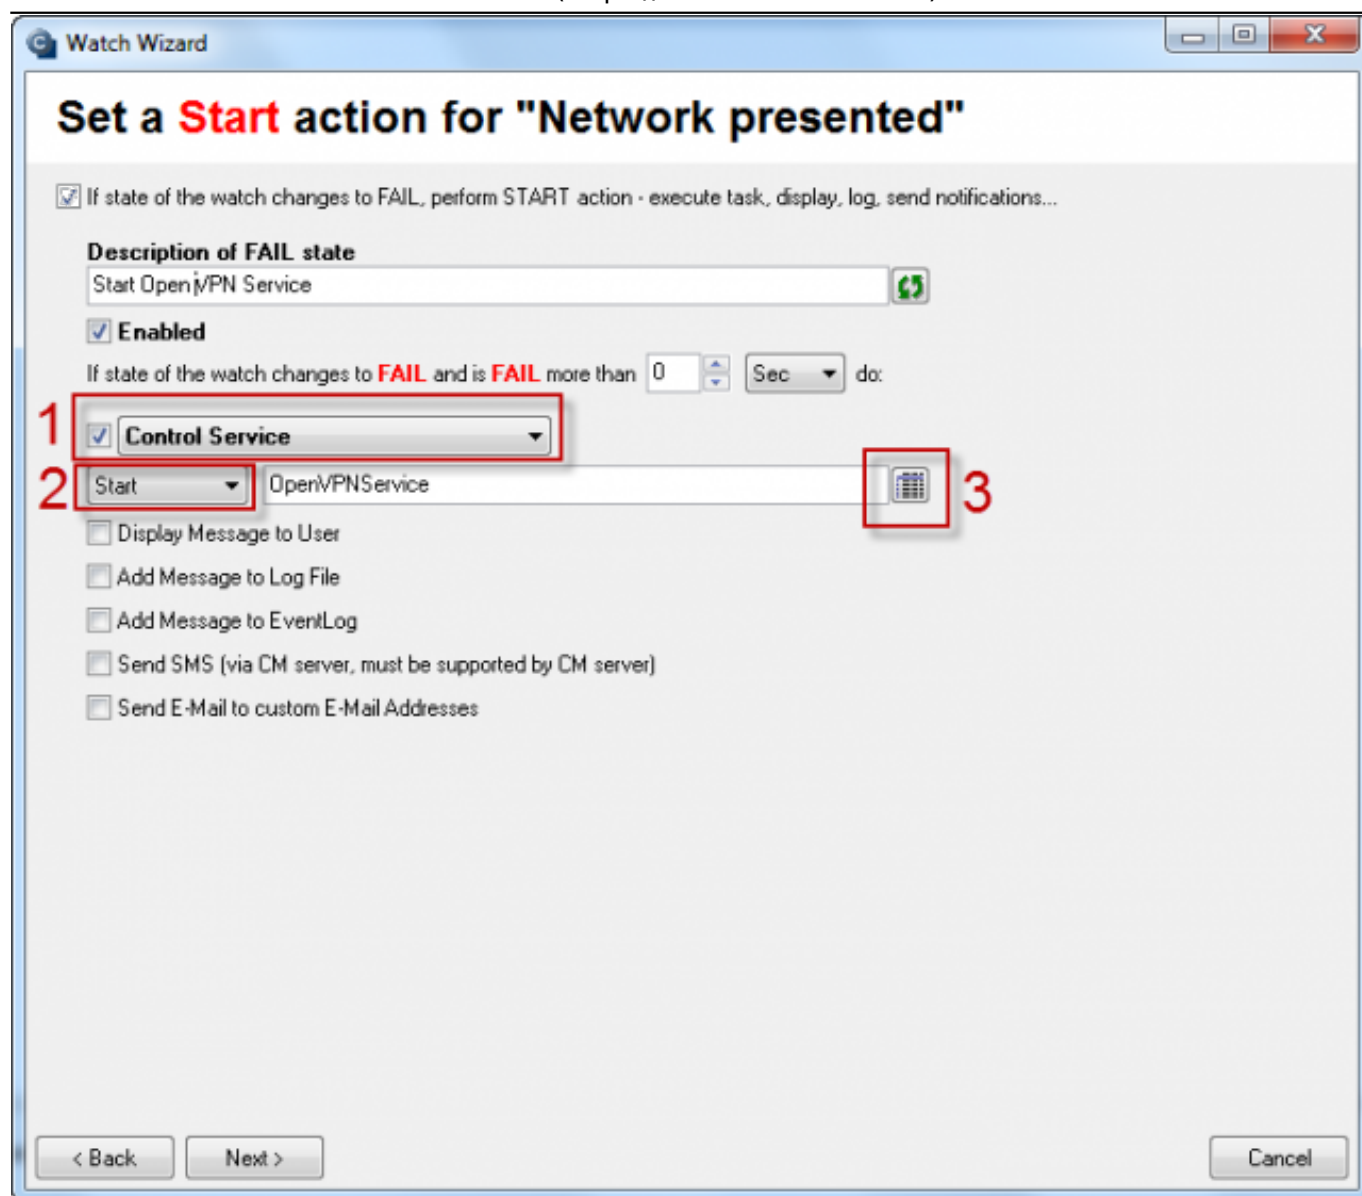 Watch Wizard
Set a Start action for "Network presented"
If state of the watch changes to FAIL, perform START action - execute task, display, log, send notifications...
Description of FAIL state
Start Open VPN Service
Enabled
If state of the watch changes to FAIL and is FAIL more than 0 Sec do:
1 Control Service
2 Start OpenVPNService 3
Display Message to User
Add Message to Log File
Add Message to EventLog
Send SMS (via CM server, must be supported by CM server)
Send E-Mail to custom E-Mail Addresses
< Back Next > Cancel